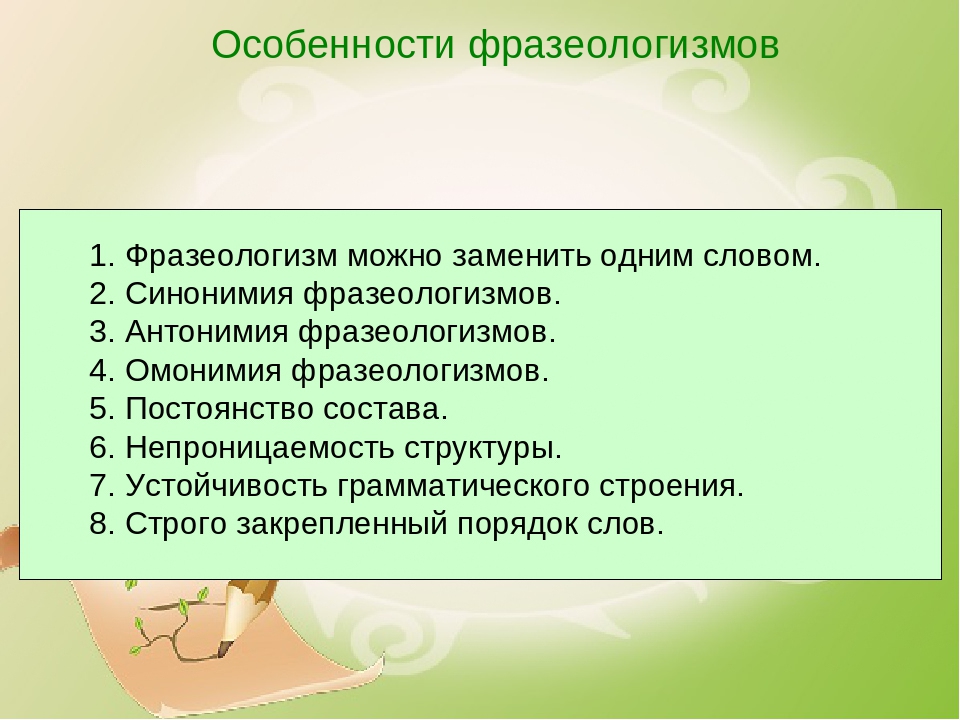 Особенности фразеологизмов
1. Фразеологизм можно заменить одним словом.
2. Синонимия фразеологизмов.
3. Антонимия фразеологизмов.
4. Омонимия фразеологизмов.
5. Постоянство состава.
6. Непроницаемость структуры.
7. Устойчивость грамматического строения.
8. Строго закрепленный порядок слов.